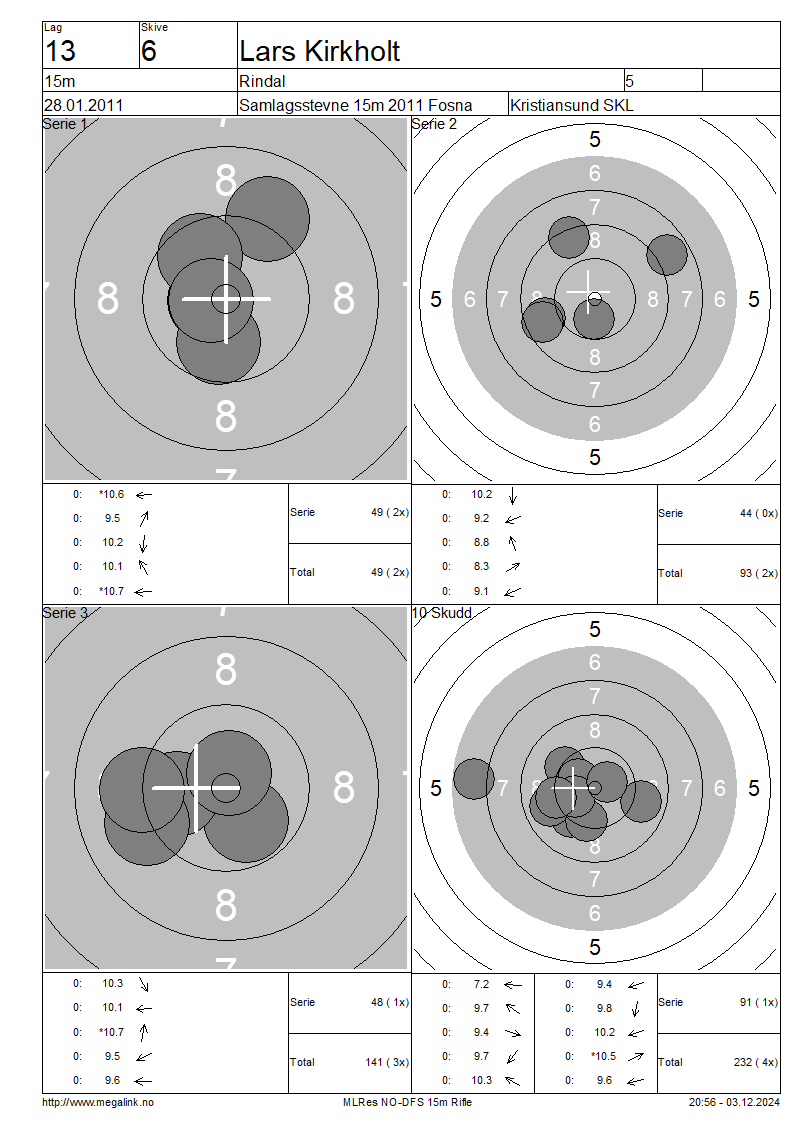 Lag
Skive
13
6
Lars Kirkholt
15m
Rindal
5
28.01.2011
Samlagsstevne 15m 2011 Fosna
Kristiansund SKL
Serie 1
7
8
7 8 8 7
8
7
Serie 2
5
6
7
8
5 6 7 8 8 7 6 5
8
7
6
5
0: *10.6
0: 9.5
0: 10.2
0: 10.1
0: *10.7
Serie 49 ( 2x)
Total 49 ( 2x)
0: 10.2
0: 9.2
0: 8.8
0: 8.3
0: 9.1
Serie 44 ( 0x)
Total 93 ( 2x)
Serie 3
7
8
7 8 7
8
7
10 Skudd
5
6
7
8
5 7 8 7 6 5
8
7
6
5
0: 10.3
0: 10.1
0: *10.7
0: 9.5
0: 9.6
Serie 48 ( 1x)
Total 141 ( 3x)
0: 7.2 0: 9.4
0: 9.7 0: 9.8
0: 9.4 0: 10.2
0: 9.7 0: *10.5
0: 10.3 0: 9.6
Serie 91 ( 1x)
Total 232 ( 4x)
http://www.megalink.no
MLRes NO-DFS 15m Rifle
20:56 - 03.12.2024